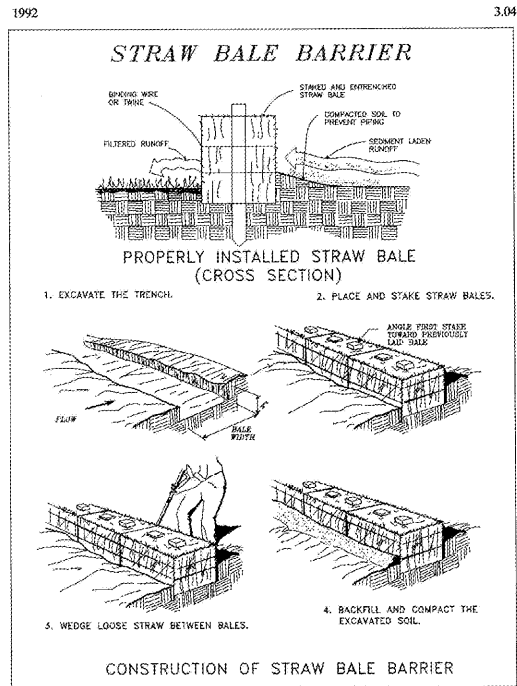 1992
3.04
STRAW BALE BARRIER
BINDING WIRE
OR TWINE
STAKED AND ENTRENCHED
STRAW BALE
COMPACTED SOIL TO
PREVENT PIPING
FILTERED RUNOFF
SEDIMENT LADEN
RUNOFF
PROPERLY INSTALLED STRAW BALE
(CROSS SECTION)
1. EXCAVATE THE TRENCH.
2. PLACE AND STAKE STRAW BALES.
ANGLE FIRST STAKE
TOWARD PREVIOUSLY
LAID BALE
FLOW
4"
BALE
WIDTH
4. BACKFILL AND COMPACT THE
EXCAVATED SOIL.
3. WEDGE LOOSE STRAW BETWEEN BALES.
CONSTRUCTION OF STRAW BALE BARRIER